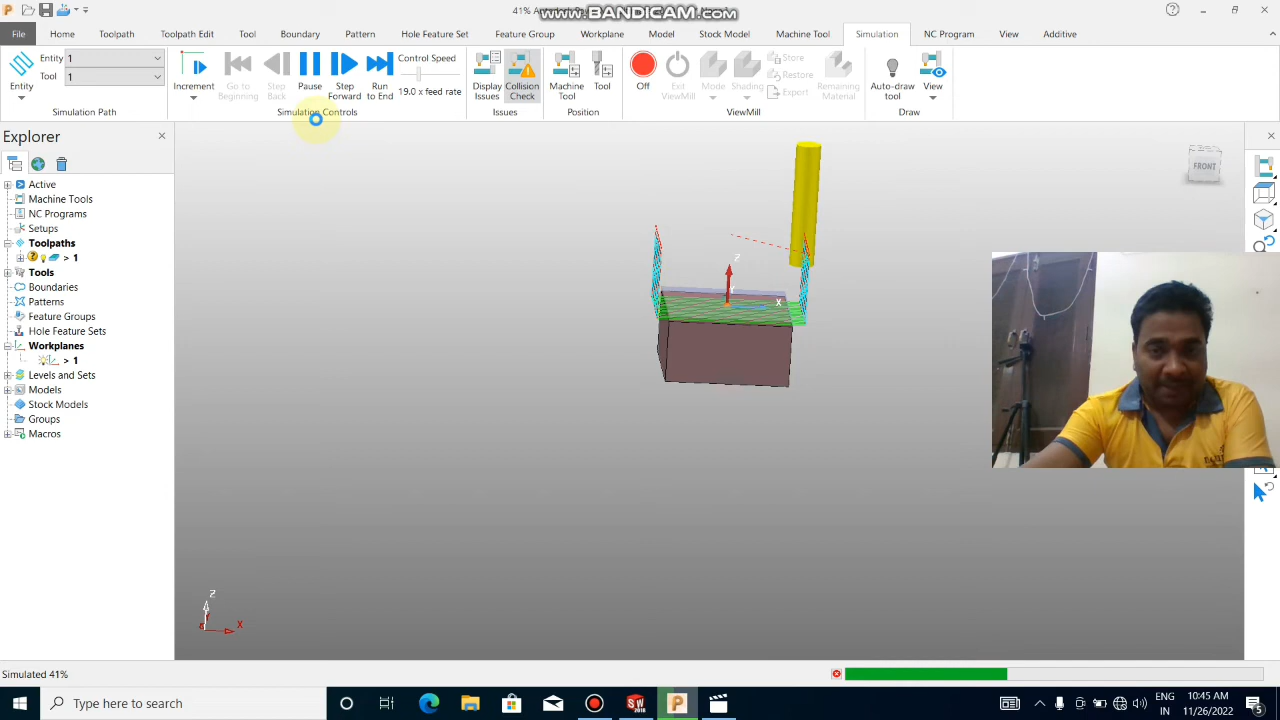 41% Autodesk
www.BANDICAM.com
File
Home
Toolpath
Toolpath Edit
Tool
Boundary
Pattern
Hole Feature Set
Feature Group
Workplane
Model
Stock Model
Machine Tool
Simulation
NC Program
View
Additive
Entity
Entity 1
Tool 1
Simulation Path
Increment
Go to Beginning
Step Back
Pause
Step Forward
Run to End
Control Speed
19.0 x feed rate
Simulation Controls
Display Issues
Collision Check
Issues
Machine Tool
Tool
Position
Off
Exit ViewMill
Mode
Shading
Store
Restore
Export
Remaining Material
ViewMill
Auto-draw tool
View
Draw
Explorer
Active
Machine Tools
NC Programs
Setups
Toolpaths
> 1
Tools
Boundaries
Patterns
Feature Groups
Hole Feature Sets
Workplanes
> 1
Levels and Sets
Models
Stock Models
Groups
Macros
FRONT
Z
X
Z
X
Simulated 41%
Type here to search
SW
2018
P
ENG
IN
10:45 AM
11/26/2022
5